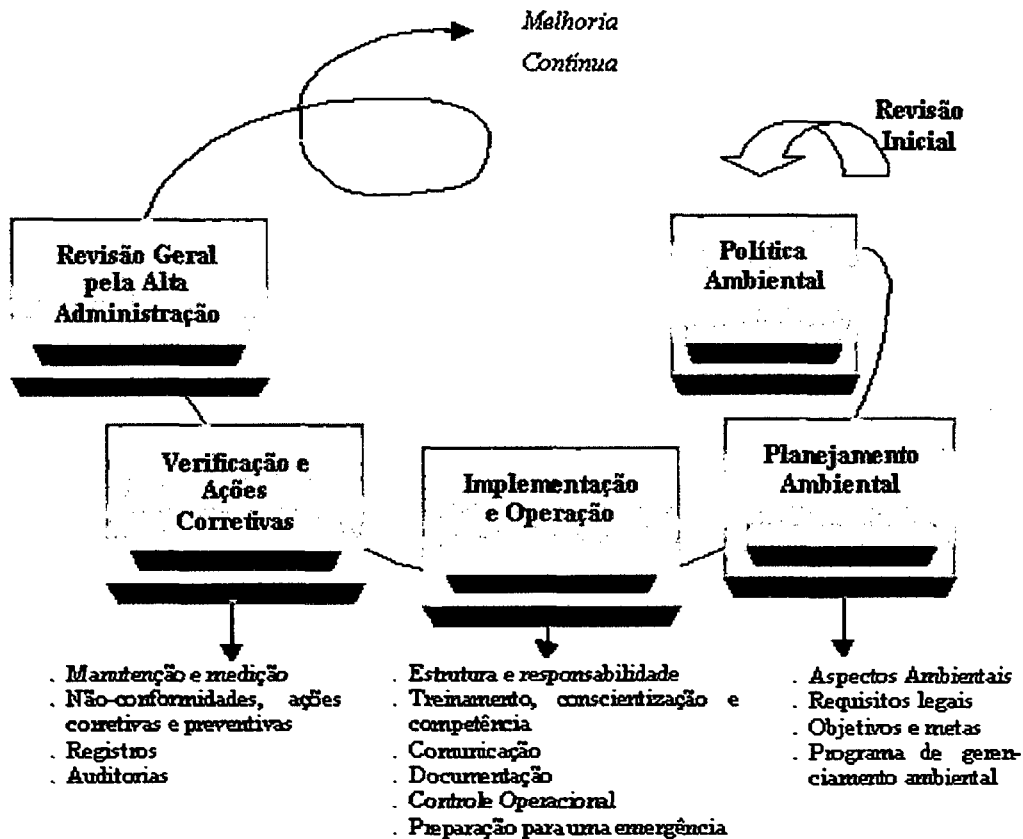 Melhoria
Contínua
Revisão
Inicial
Revisão Geral
pela Alta
Administração
Política
Ambiental
Verificação e
Ações
Corretivas
Implementação
e Operação
Planejamento
Ambiental
. Manutenção e medição
. Não-conformidades, ações
corretivas e preventivas
. Registros
. Auditorias
. Estrutura e responsabilidade
. Treinamento, conscientização e
competência
. Comunicação
. Documentação
. Controle Operacional
. Preparação para uma emergência
. Aspectos Ambientais
. Requisitos legais
. Objetivos e metas
. Programa de geren-
ciamento ambiental